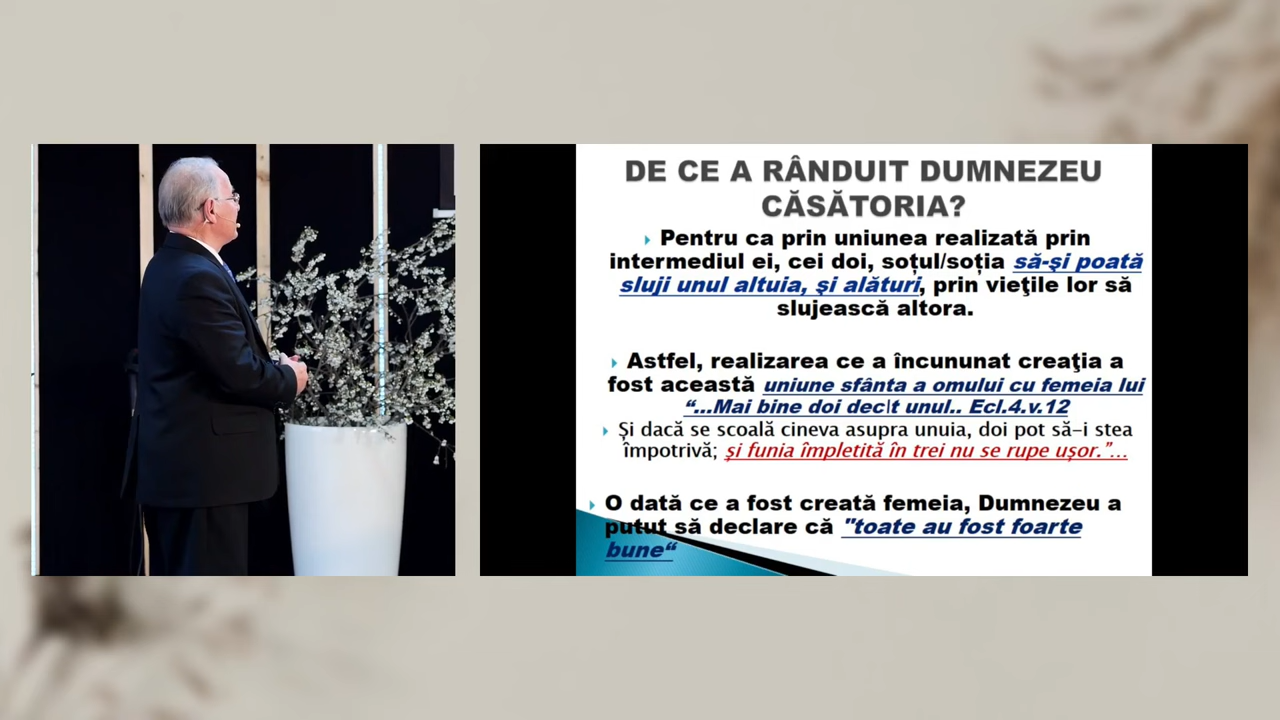 DE CE A RÂNDUIT DUMNEZEU
CĂSĂTORIA?
Pentru ca prin uniunea realizată prin
intermediul ei, cei doi, soțul/soția să-şi poată
sluji unul altuia, şi alături, prin vieţile lor să
slujească altora.
Astfel, realizarea ce a încununat creaţia a
fost această uniune sfânta a omului cu femeia lui
“...Mai bine doi decît unul.. Ecl.4.v.12
Și dacă se scoală cineva asupra unuia, doi pot să-i stea
împotrivă; şi funia împletită în trei nu se rupe uşor.”...
O dată ce a fost creată femeia, Dumnezeu a
putut să declare că "toate au fost foarte
bune“